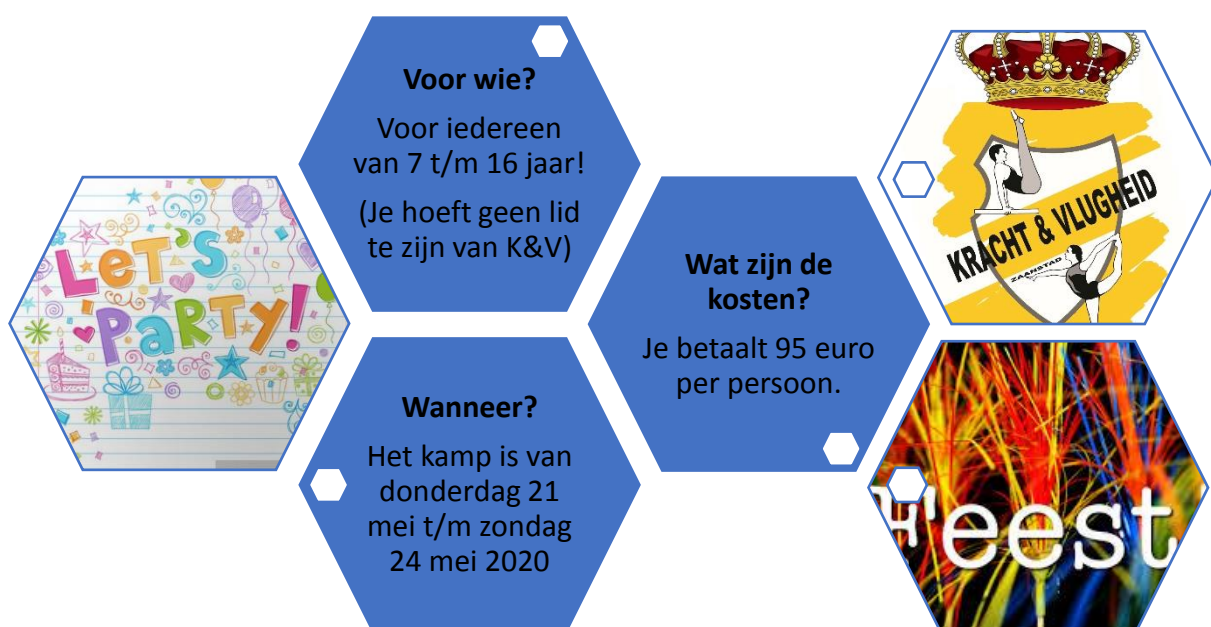 Voor wie?
Voor iedereen
van 7 t/m 16 jaar!
(Je hoeft geen lid
te zijn van K&V)
LET'S
PARTY!
Wanneer?
Het kamp is van
donderdag 21
mei t/m zondag
24 mei 2020
Wat zijn de
kosten?
Je betaalt 95 euro
per persoon.
KRACHT & VLUGHEID
ZAANSTAD
Feest